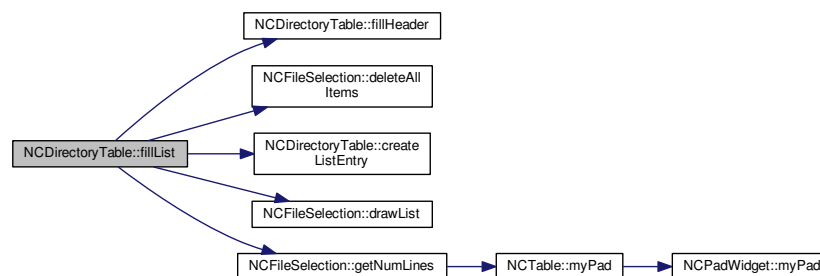 NCDirectoryTable::fillHeader
NCFileSelection::deleteAll
Items
NCDirectoryTable::fillList
NCDirectoryTable::create
ListEntry
NCFileSelection::drawList
NCFileSelection::getNumLines
NCTable::myPad
NCPadWidget::myPad